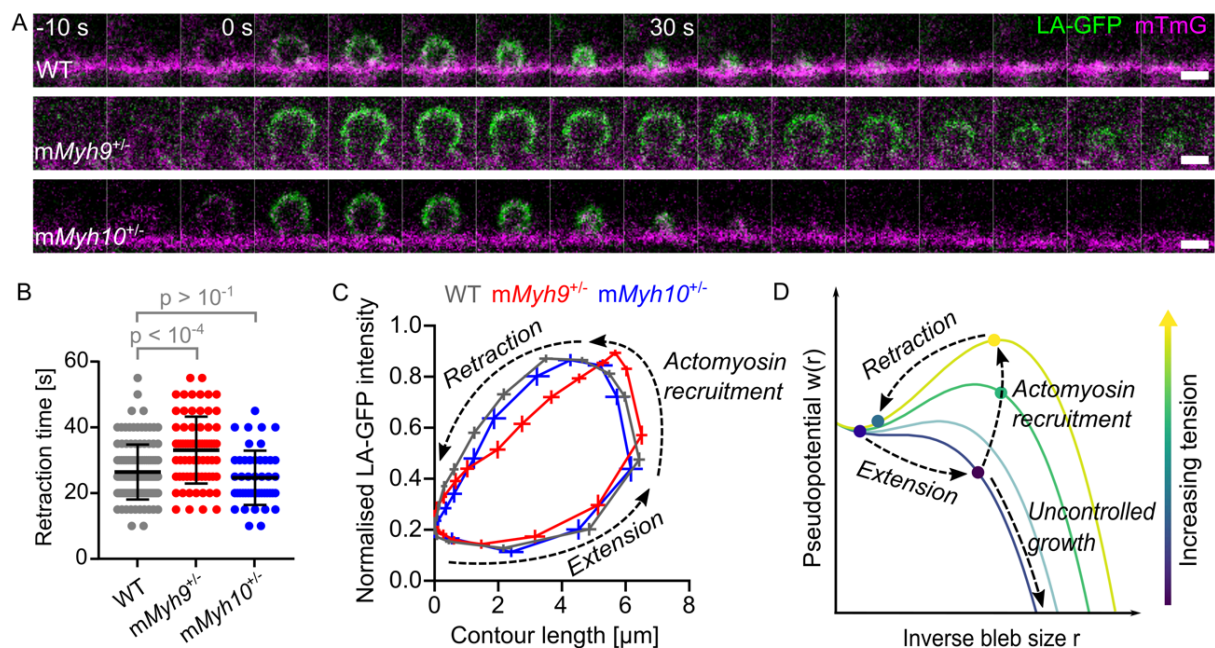 A
-10 s
0 s
30 s
LA-GFP mTmG
WT
mMyh9+/-
mMyh10+/-
B
p > 10-1
p < 10-4
Retraction time [s]
60
40
20
0
WT
mMyh9+/-
mMyh10+/-
C
WT mMyh9+/- mMyh10+/-
Normalised LA-GFP intensity
1.0
0.8
0.6
0.4
0.2
0.0
0 2 4 6 8
Contour length [µm]
Retraction
Actomyosin
recruitment
Extension
D
Pseudopotential w(r)
Retraction
Actomyosin
recruitment
Extension
Uncontrolled
growth
Inverse bleb size r
Increasing tension